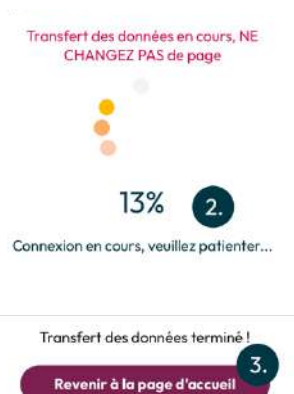 Transfert des données en cours, NE
CHANGEZ PAS de page
13%
2.
Connexion en cours, veuillez patienter...
Transfert des données terminé !
3.
Revenir à la page d'accueil